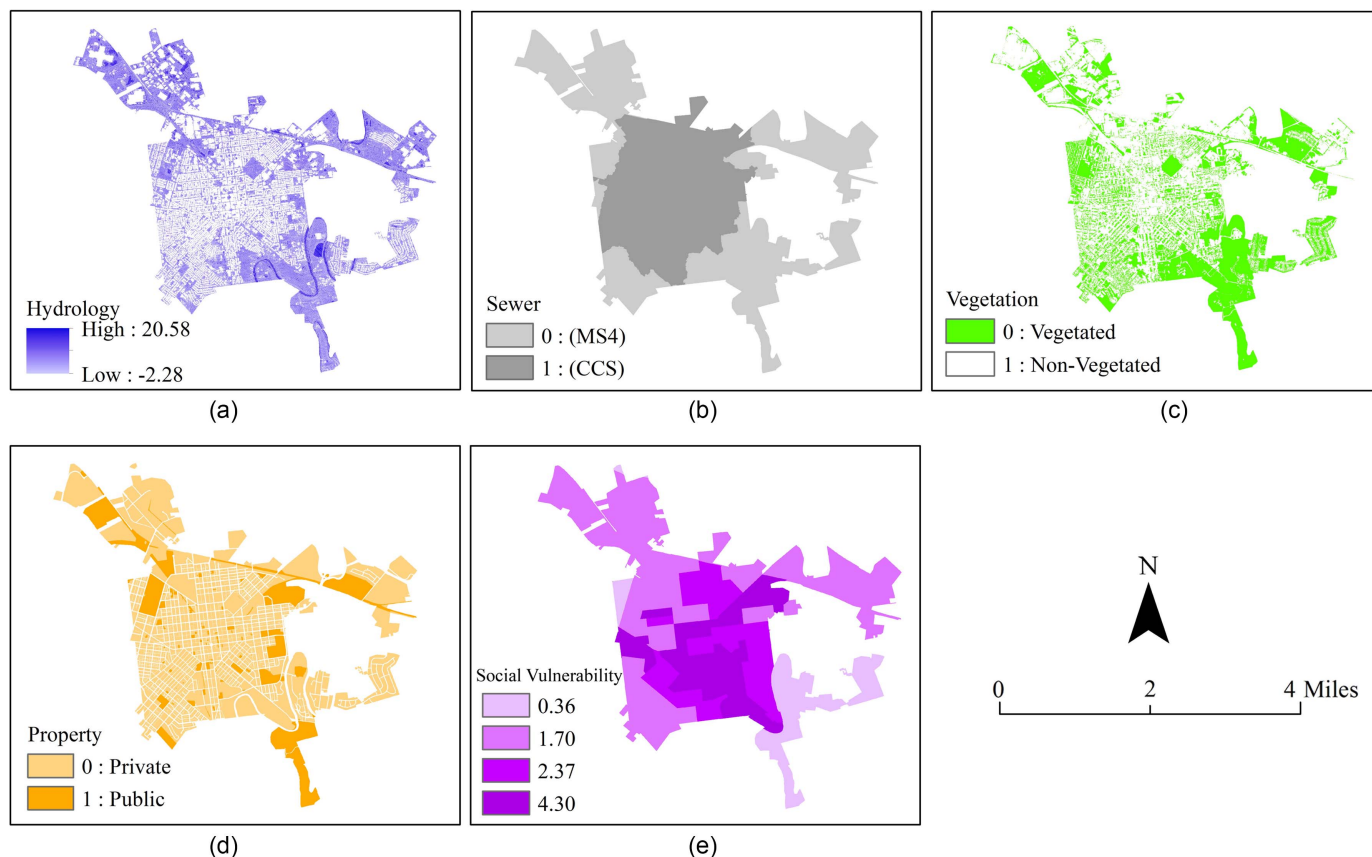 Hydrology
High : 20.58
Low : -2.28
(a)
Sewer
0 : (MS4)
1 : (CCS)
(b)
Vegetation
0 : Vegetated
1 : Non-Vegetated
(c)
Property
0 : Private
1 : Public
(d)
Social Vulnerability
0.36
1.70
2.37
4.30
(e)
N
0 2 4 Miles